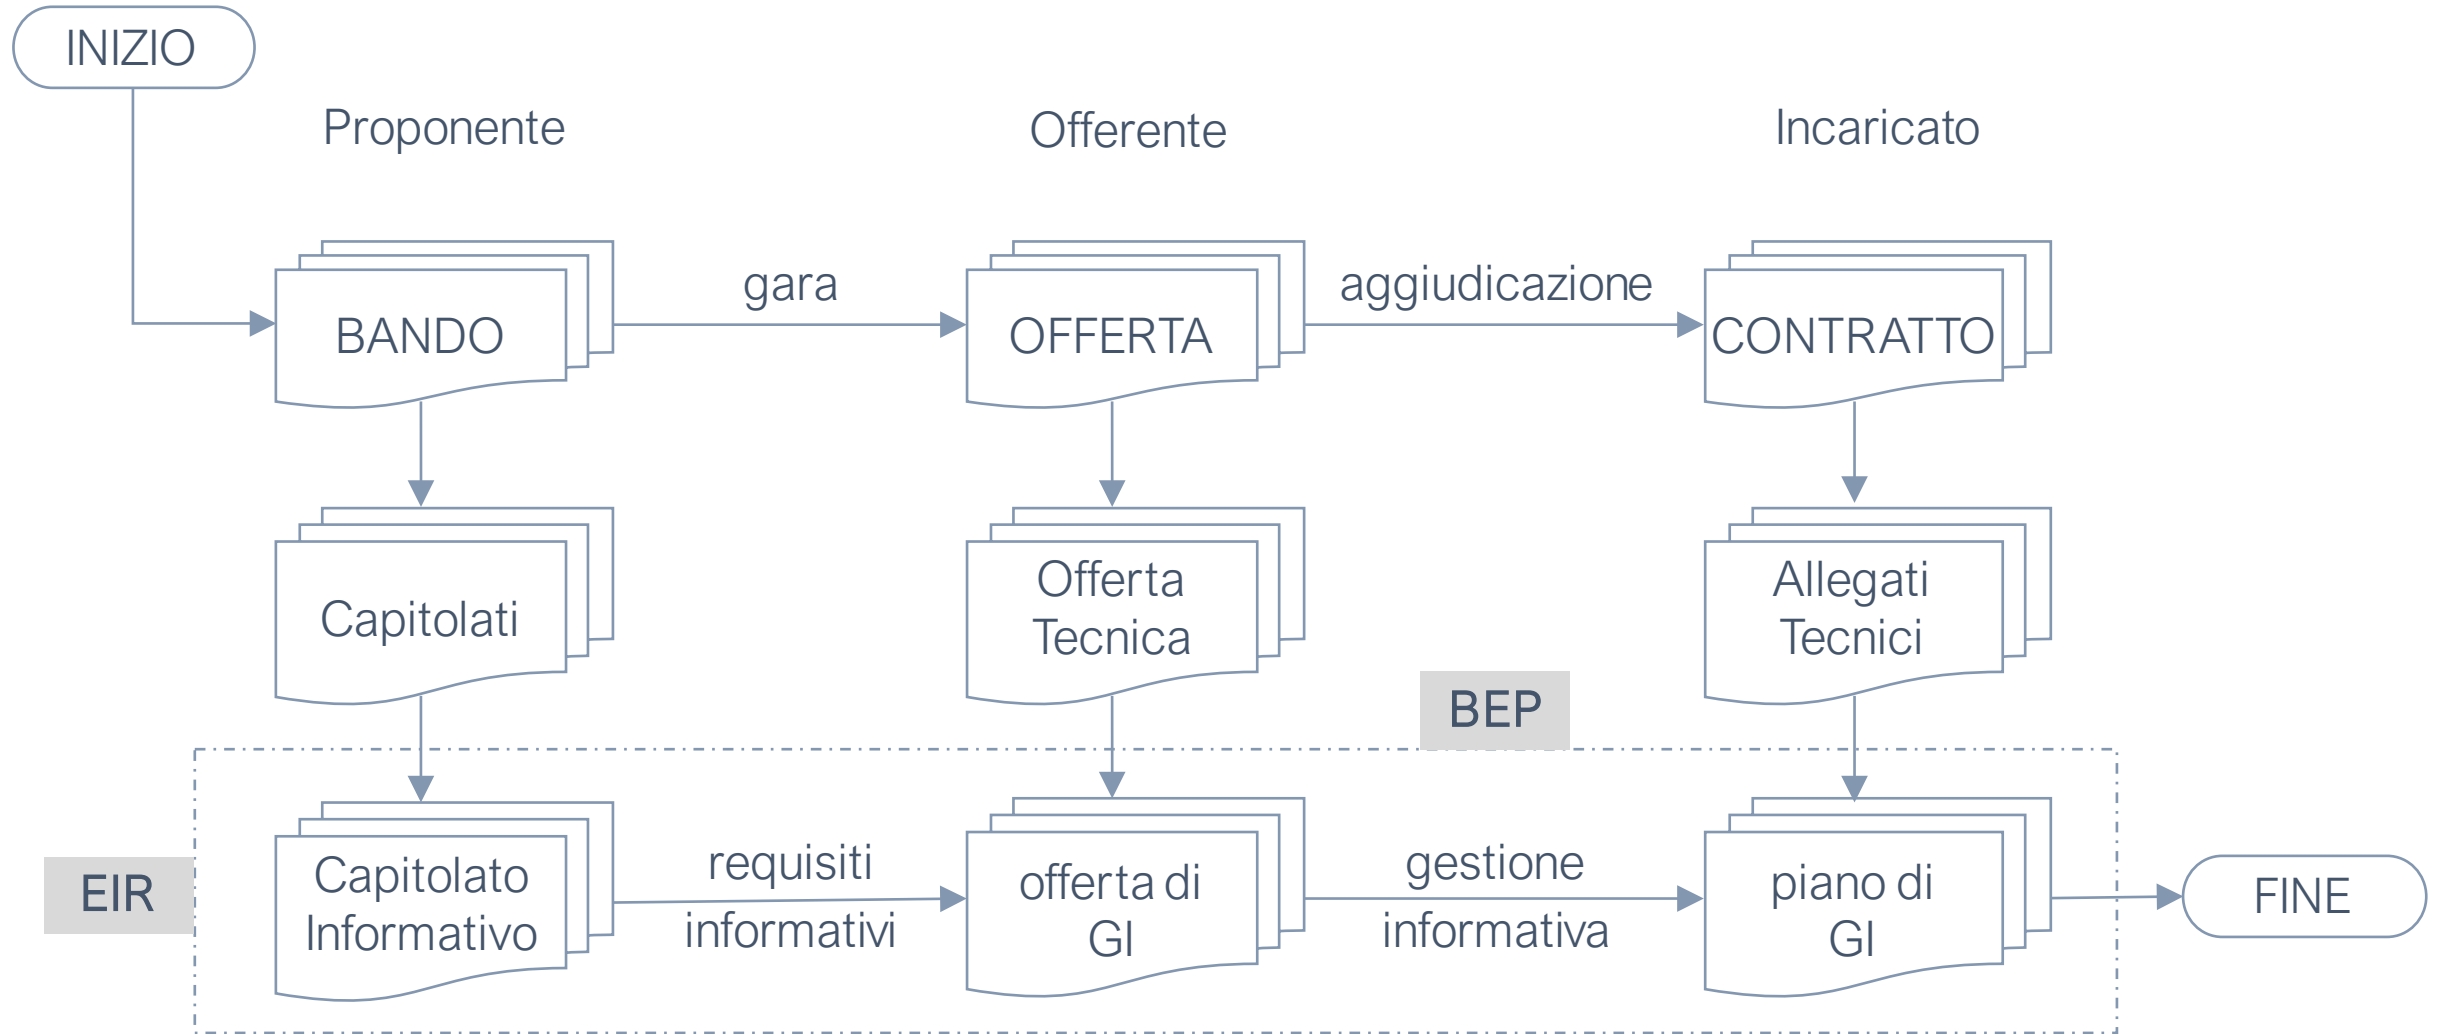 INIZIO
Proponente
Offerente
Incaricato
BANDO
gara
OFFERTA
aggiudicazione
CONTRATTO
Capitolati
Offerta
Tecnica
Allegati
Tecnici
BEP
EIR
Capitolato
Informativo
requisiti
informativi
offerta di
GI
gestione
informativa
piano di
GI
FINE